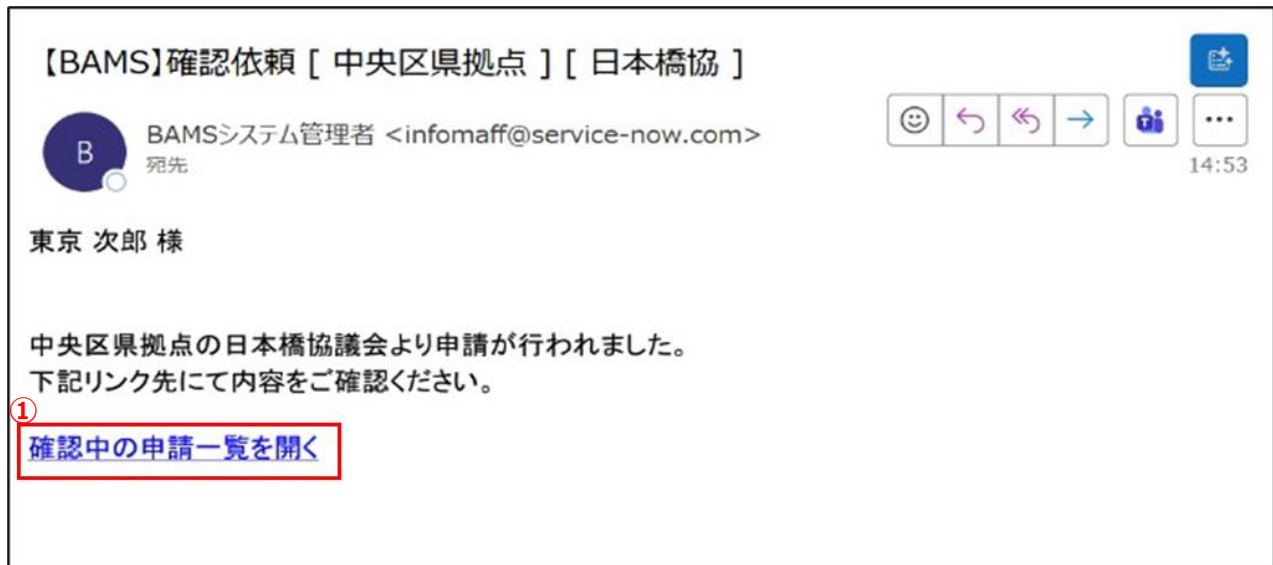 【BAMS】確認依頼 [ 中央区県拠点 ] [ 日本橋協 ]
B
BAMSシステム管理者 <infomaff@service-now.com>
宛先
14:53
東京 次郎 様
中央区県拠点の日本橋協議会より申請が行われました。
下記リンク先にて内容をご確認ください。
①
確認中の申請一覧を開く